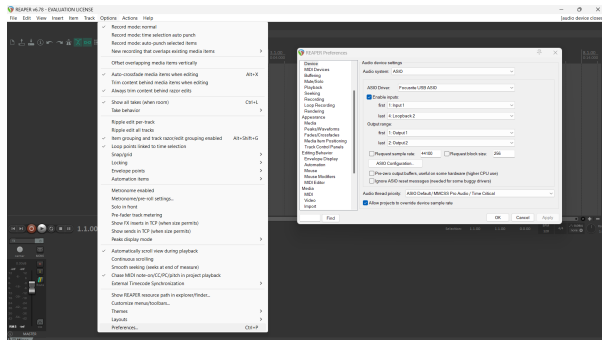 REAPER v6.78 - EVALUATION LICENSE
File Edit View Insert Item Track Options Actions Help
[audio device closed
Record mode: normal
Record mode: time selection auto punch
Record mode: auto-punch selected items
New recording that overlaps existing media items
Offset overlapping media items vertically
Auto-crossfade media items when editing Alt+X
Trim content behind media items when editing
Always trim content behind razor edits
Show all takes (when room) Ctrl+L
Take behavior
Ripple edit per-track
Ripple edit all tracks
Item grouping and track razor/edit grouping enabled Alt+Shift+G
Loop points linked to time selection
Snap/grid
Locking
Envelope points
Automation items
Metronome enabled
Metronome/pre-roll settings...
Solo in front
Pre-fader track metering
Show FX inserts in TCP (when size permits)
Show sends in TCP (when size permits)
Peaks display mode
Automatically scroll view during playback
Continuous scrolling
Smooth seeking (seeks at end of measure)
Chase MIDI note-on/CC/PC/pitch in project playback
External Timecode Synchronization
Show REAPER resource path in explorer/finder...
Customize menus/toolbars...
Themes
Layouts
Preferences... Ctrl+P
REAPER Preferences
Device
MIDI Devices
Buffering
Mute/Solo
Playback
Seeking
Recording
Loop Recording
Rendering
Appearance
Media
Peaks/Waveforms
Fades/Crossfades
Media Item Positioning
Track Control Panels
Editing Behavior
Envelope Display
Automation
Mouse
Mouse Modifiers
MIDI Editor
Media
MIDI
Video
Import
Find
Audio device settings
Audio system: ASIO
ASIO Driver: Focusrite USB ASIO
Enable inputs
first 1: Input 1
last 4: Loopback 2
Output range:
first 1: Output 1
last 2: Output 2
Request sample rate: 44100 Request block size: 256
ASIO Configuration...
Pre-zero output buffers, useful on some hardware (higher CPU use)
Ignore ASIO reset messages (needed for some buggy drivers)
Audio thread priority: ASIO Default / MMCSS Pro Audio / Time Critical
Allow projects to override device sample rate
OK Cancel Apply
1.1.00
MASTER